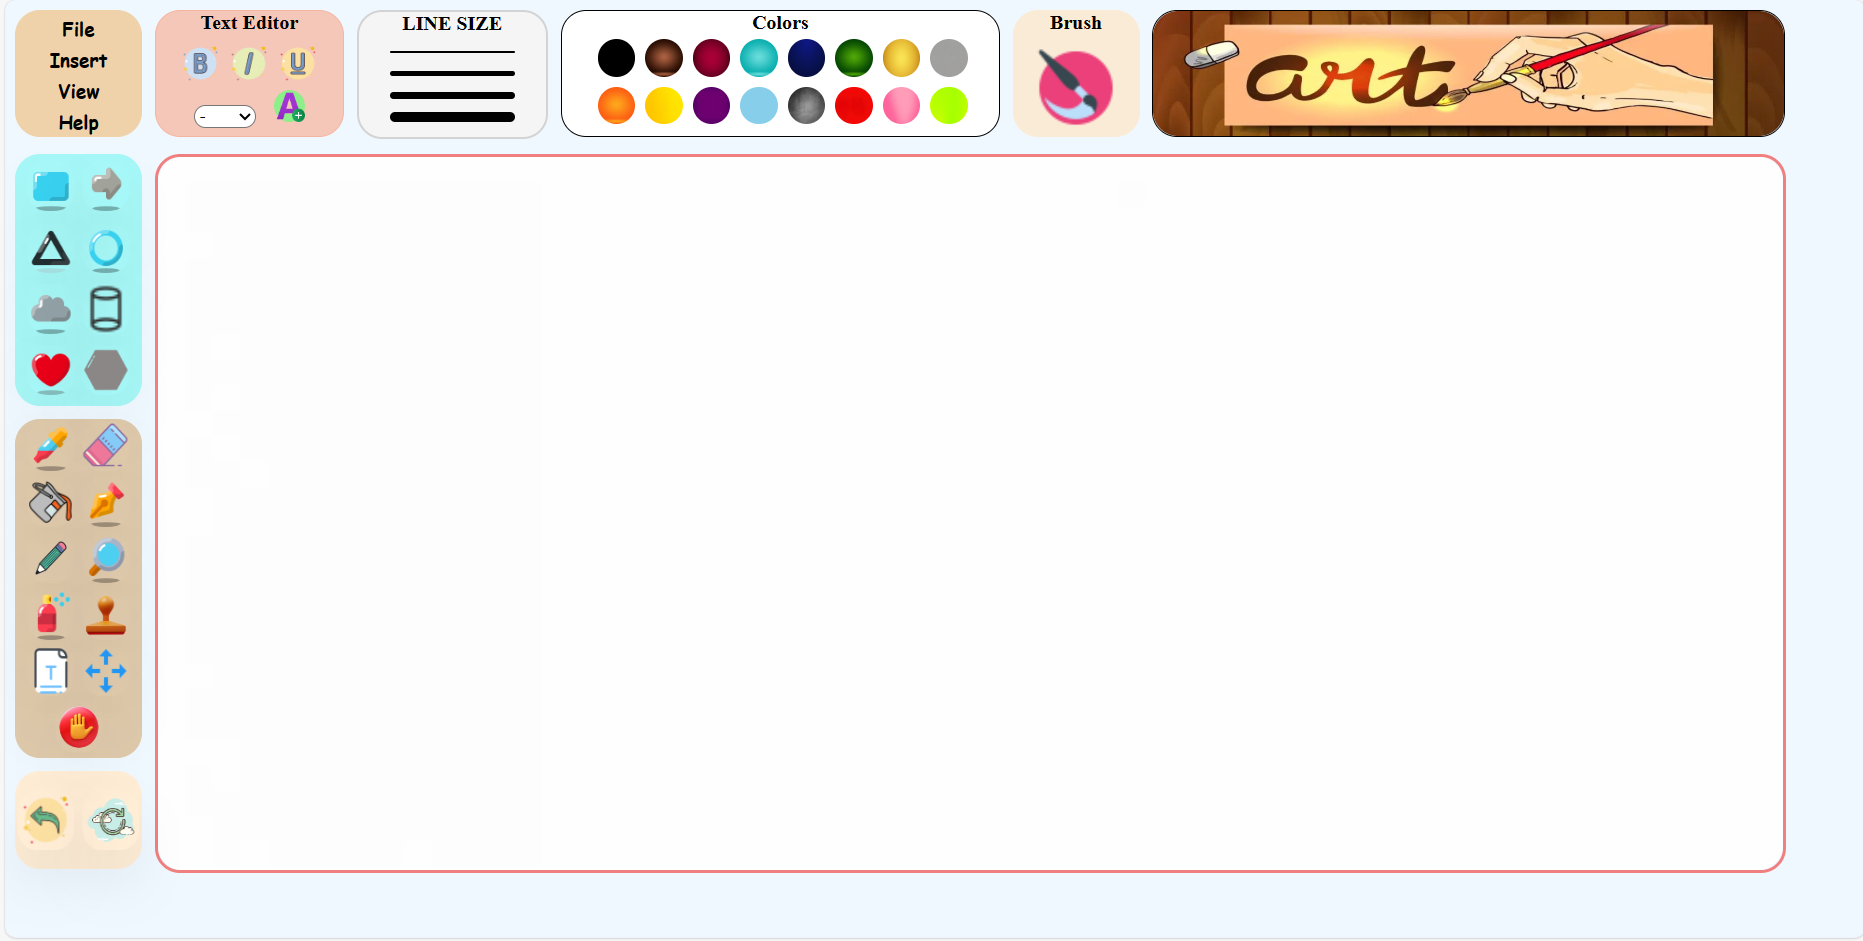 File
Insert
View
Help
Text Editor
B I U
-
A
LINE SIZE
Colors
Brush
art
T